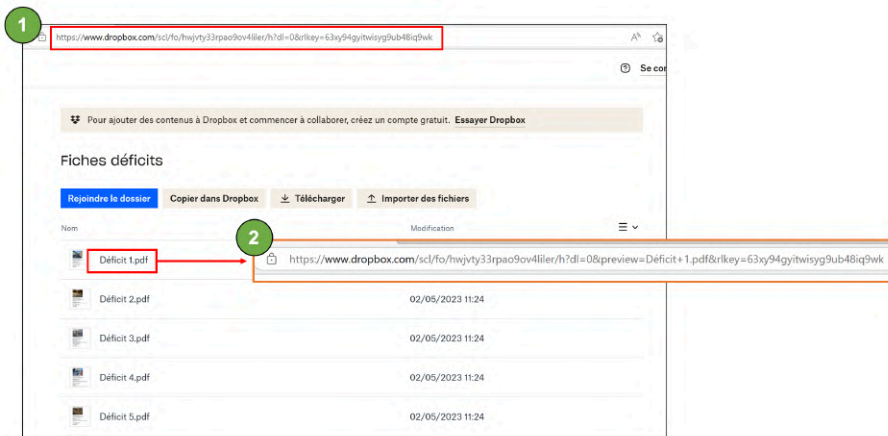 1
https://www.dropbox.com/scl/fo/hwjvty33rpao9ov4liler/h?dl=0&rlkey=63xy94gyitwisyg9ub48iq9wk
Se con
Pour ajouter des contenus à Dropbox et commencer à collaborer, créez un compte gratuit. Essayer Dropbox
Fiches déficits
Rejoindre le dossier Copier dans Dropbox Télécharger Importer des fichiers
Nom Modification
2
Déficit 1.pdf https://www.dropbox.com/scl/fo/hwjvty33rpao9ov4liler/h?dl=0&preview=Déficit+1.pdf&rlkey=63xy94gyitwisyg9ub48iq9wk
Déficit 2.pdf 02/05/2023 11:24
Déficit 3.pdf 02/05/2023 11:24
Déficit 4.pdf 02/05/2023 11:24
Déficit 5.pdf 02/05/2023 11:24